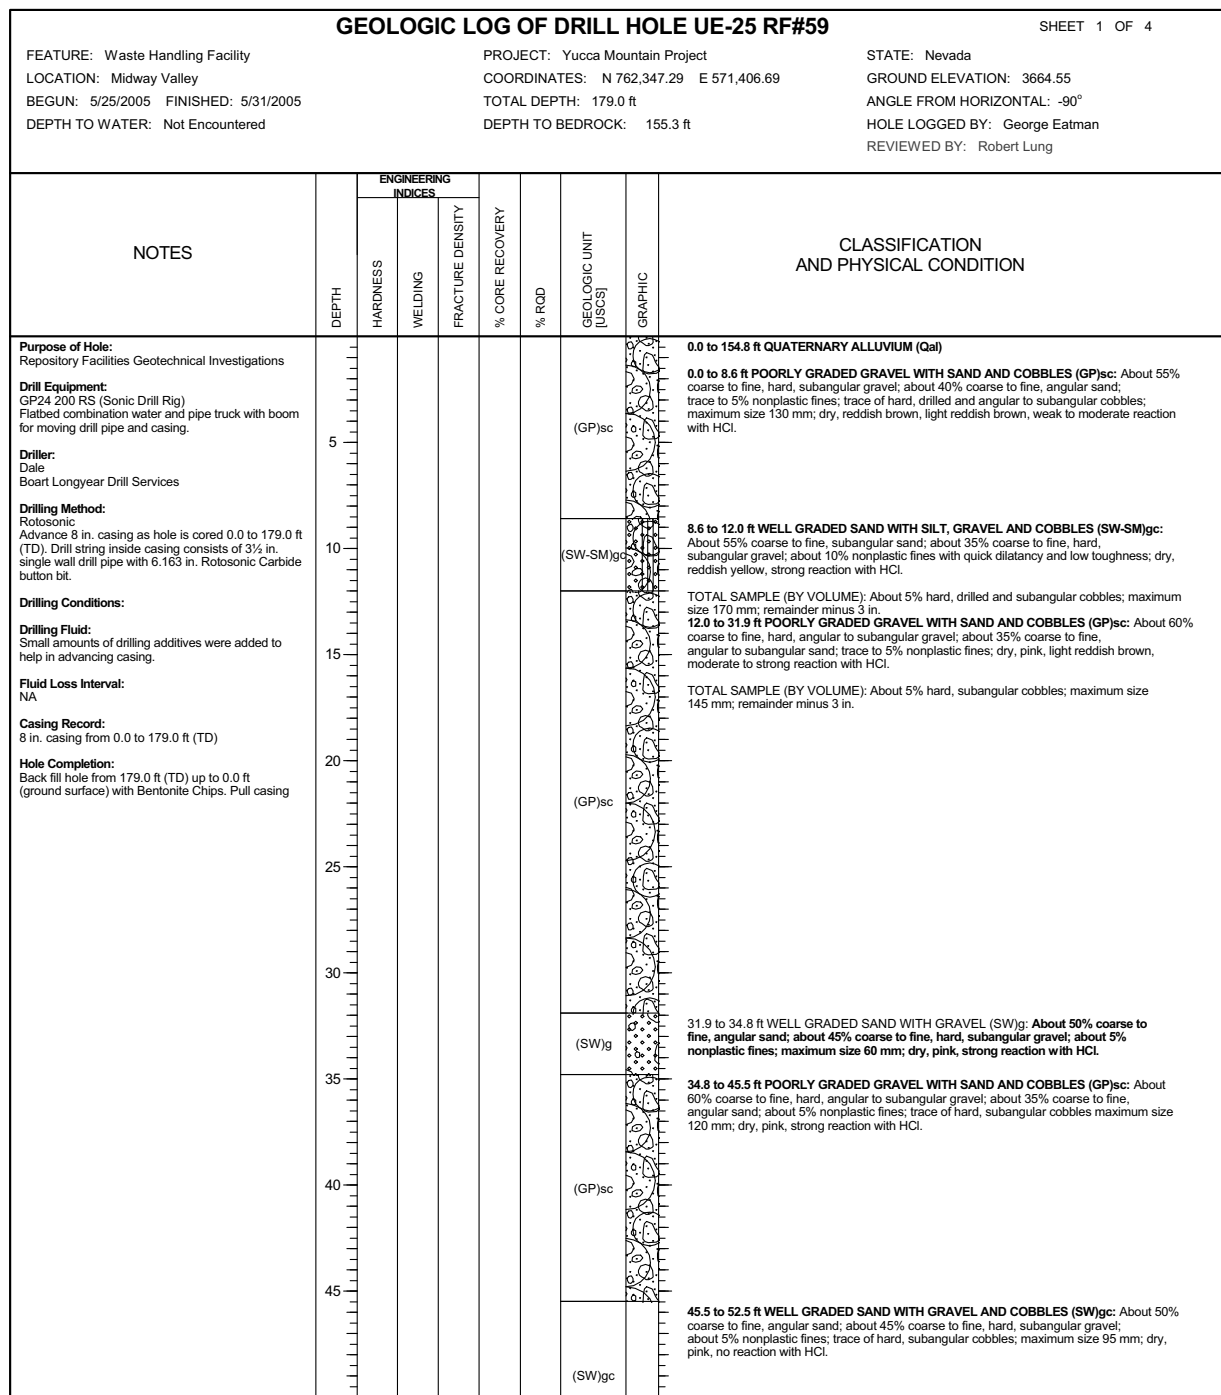 GEOLOGIC LOG OF DRILL HOLE UE-25 RF#59
SHEET 1 OF 4
FEATURE: Waste Handling Facility
LOCATION: Midway Valley
BEGUN: 5/25/2005 FINISHED: 5/31/2005
DEPTH TO WATER: Not Encountered
PROJECT: Yucca Mountain Project
COORDINATES: N 762,347.29 E 571,406.69
TOTAL DEPTH: 179.0 ft
DEPTH TO BEDROCK: 155.3 ft
STATE: Nevada
GROUND ELEVATION: 3664.55
ANGLE FROM HORIZONTAL: -90°
HOLE LOGGED BY: George Eatman
REVIEWED BY: Robert Lung
NOTES
DEPTH
ENGINEERING
INDICES
HARDNESS
WELDING
FRACTURE DENSITY
% CORE RECOVERY
% RQD
GEOLOGIC UNIT
[USCS]
GRAPHIC
CLASSIFICATION
AND PHYSICAL CONDITION
Purpose of Hole:
Repository Facilities Geotechnical Investigations
Drill Equipment:
GP24 200 RS (Sonic Drill Rig)
Flatbed combination water and pipe truck with boom
for moving drill pipe and casing.
Driller:
Dale
Boart Longyear Drill Services
Drilling Method:
Rotosonic
Advance 8 in. casing as hole is cored 0.0 to 179.0 ft
(TD). Drill string inside casing consists of 3½ in.
single wall drill pipe with 6.163 in. Rotosonic Carbide
button bit.
Drilling Conditions:
Drilling Fluid:
Small amounts of drilling additives were added to
help in advancing casing.
Fluid Loss Interval:
NA
Casing Record:
8 in. casing from 0.0 to 179.0 ft (TD)
Hole Completion:
Back fill hole from 179.0 ft (TD) up to 0.0 ft
(ground surface) with Bentonite Chips. Pull casing
5
10
15
20
25
30
35
40
45
(GP)sc
(SW-SM)gc
(GP)sc
(SW)g
(GP)sc
(SW)gc
0.0 to 154.8 ft QUATERNARY ALLUVIUM (Qal)
0.0 to 8.6 ft POORLY GRADED GRAVEL WITH SAND AND COBBLES (GP)sc: About 55%
coarse to fine, hard, subangular gravel; about 40% coarse to fine, angular sand;
trace to 5% nonplastic fines; trace of hard, drilled and angular to subangular cobbles;
maximum size 130 mm; dry, reddish brown, light reddish brown, weak to moderate reaction
with HCl.
8.6 to 12.0 ft WELL GRADED SAND WITH SILT, GRAVEL AND COBBLES (SW-SM)gc:
About 55% coarse to fine, subangular sand; about 35% coarse to fine, hard,
subangular gravel; about 10% nonplastic fines with quick dilatancy and low toughness; dry,
reddish yellow, strong reaction with HCl.
TOTAL SAMPLE (BY VOLUME): About 5% hard, drilled and subangular cobbles; maximum
size 170 mm; remainder minus 3 in.
12.0 to 31.9 ft POORLY GRADED GRAVEL WITH SAND AND COBBLES (GP)sc: About 60%
coarse to fine, hard, angular to subangular gravel; about 35% coarse to fine,
angular to subangular sand; trace to 5% nonplastic fines; dry, pink, light reddish brown,
moderate to strong reaction with HCl.
TOTAL SAMPLE (BY VOLUME): About 5% hard, subangular cobbles; maximum size
145 mm; remainder minus 3 in.
31.9 to 34.8 ft WELL GRADED SAND WITH GRAVEL (SW)g: About 50% coarse to
fine, angular sand; about 45% coarse to fine, hard, subangular gravel; about 5%
nonplastic fines; maximum size 60 mm; dry, pink, strong reaction with HCl.
34.8 to 45.5 ft POORLY GRADED GRAVEL WITH SAND AND COBBLES (GP)sc: About
60% coarse to fine, hard, angular to subangular gravel; about 35% coarse to fine,
angular sand; about 5% nonplastic fines; trace of hard, subangular cobbles maximum size
120 mm; dry, pink, strong reaction with HCl.
45.5 to 52.5 ft WELL GRADED SAND WITH GRAVEL AND COBBLES (SW)gc: About 50%
coarse to fine, angular sand; about 45% coarse to fine, hard, subangular gravel;
about 5% nonplastic fines; trace of hard, subangular cobbles; maximum size 95 mm; dry,
pink, no reaction with HCl.